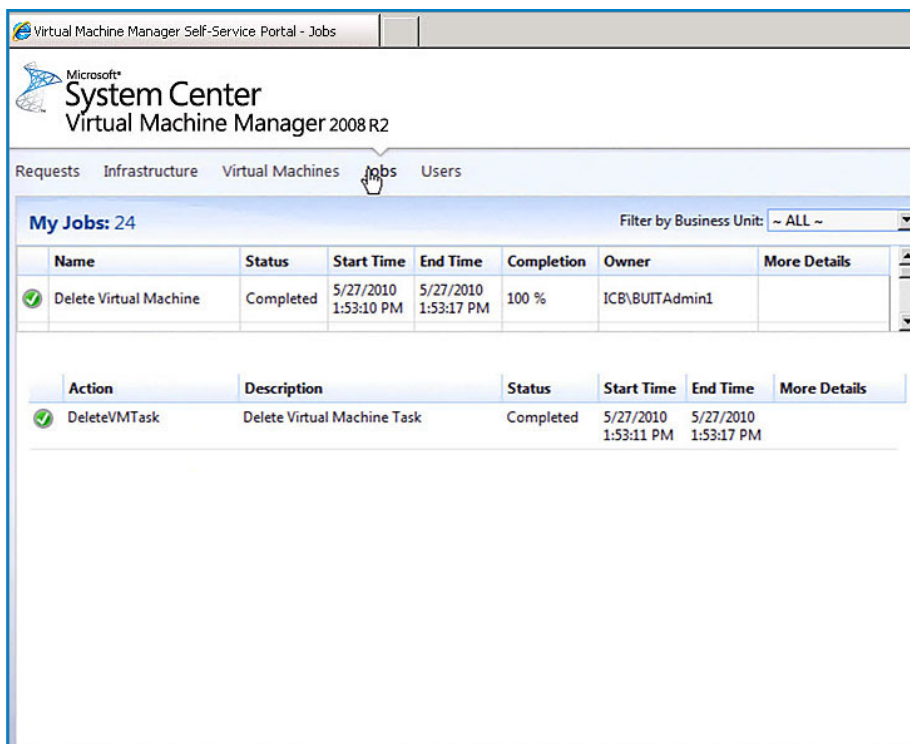 Virtual Machine Manager Self-Service Portal - Jobs
Microsoft®
System Center
Virtual Machine Manager 2008 R2
Requests Infrastructure Virtual Machines Jobs Users
My Jobs: 24 Filter by Business Unit: ~ ALL ~
Name Status Start Time End Time Completion Owner More Details
Delete Virtual Machine Completed 5/27/2010 1:53:10 PM 5/27/2010 1:53:17 PM 100 % ICB\BUITAdmin1
Action Description Status Start Time End Time More Details
DeleteVMTask Delete Virtual Machine Task Completed 5/27/2010 1:53:11 PM 5/27/2010 1:53:17 PM